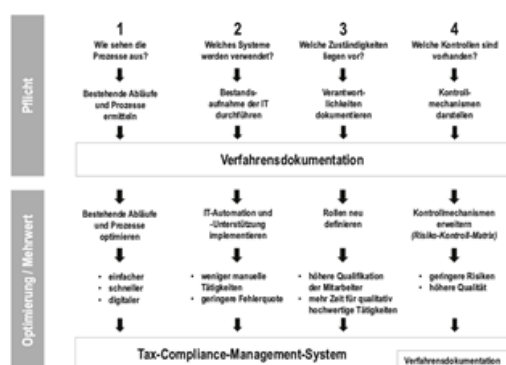 1
Wie sehen die
Prozesse aus?
Bestehende Abläufe
und Prozesse
ermitteln
2
Welches Systeme
werden verwendet?
Bestands-
aufnahme der IT
durchführen
3
Welche Zuständigkeiten
liegen vor?
Verantwort-
lichkeiten
dokumentieren
4
Welche Kontrollen sind
vorhanden?
Kontroll-
mechanismen
darstellen
Pflicht
Verfahrensdokumentation
Optimierung / Mehrwert
Bestehende Abläufe
und Prozesse
optimieren
• einfacher
• schneller
• digitaler
IT-Automation und
-Unterstützung
implementieren
• weniger manuelle
Tätigkeiten
• geringere Fehlerquote
Rollen neu
definieren
• höhere Qualifikation
der Mitarbeiter
• mehr Zeit für qualitativ
hochwertige Tätigkeiten
Kontrollmechanismen
erweitern
(Risiko-Kontroll-Matrix)
• geringere Risiken
• höhere Qualität
Tax-Compliance-Management-System
Verfahrensdokumentation